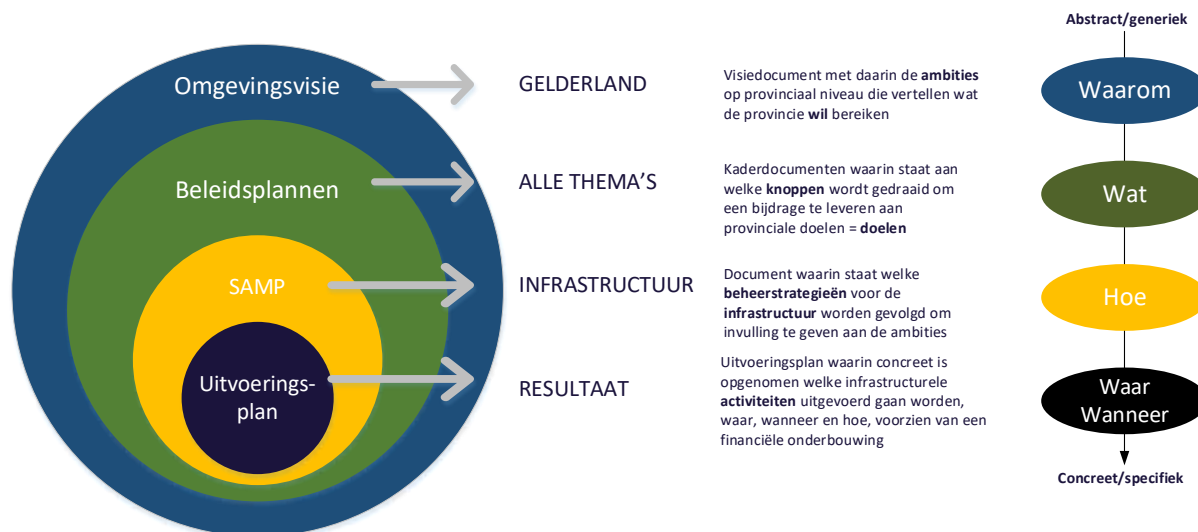 Abstract/generiek
Omgevingsvisie
GELDERLAND
Visiedocument met daarin de ambities
op provinciaal niveau die vertellen wat
de provincie wil bereiken
Waarom
Beleidsplannen
ALLE THEMA'S
Kaderdocumenten waarin staat aan
welke knoppen wordt gedraaid om
een bijdrage te leveren aan
provinciale doelen = doelen
Wat
SAMP
INFRASTRUCTUUR
Document waarin staat welke
beheerstrategieën voor de
infrastructuur worden gevolgd om
invulling te geven aan de ambities
Hoe
Uitvoerings-
plan
RESULTAAT
Uitvoeringsplan waarin concreet is
opgenomen welke infrastructurele
activiteiten uitgevoerd gaan worden,
waar, wanneer en hoe, voorzien van een
financiële onderbouwing
Waar
Wanneer
Concreet/specifiek